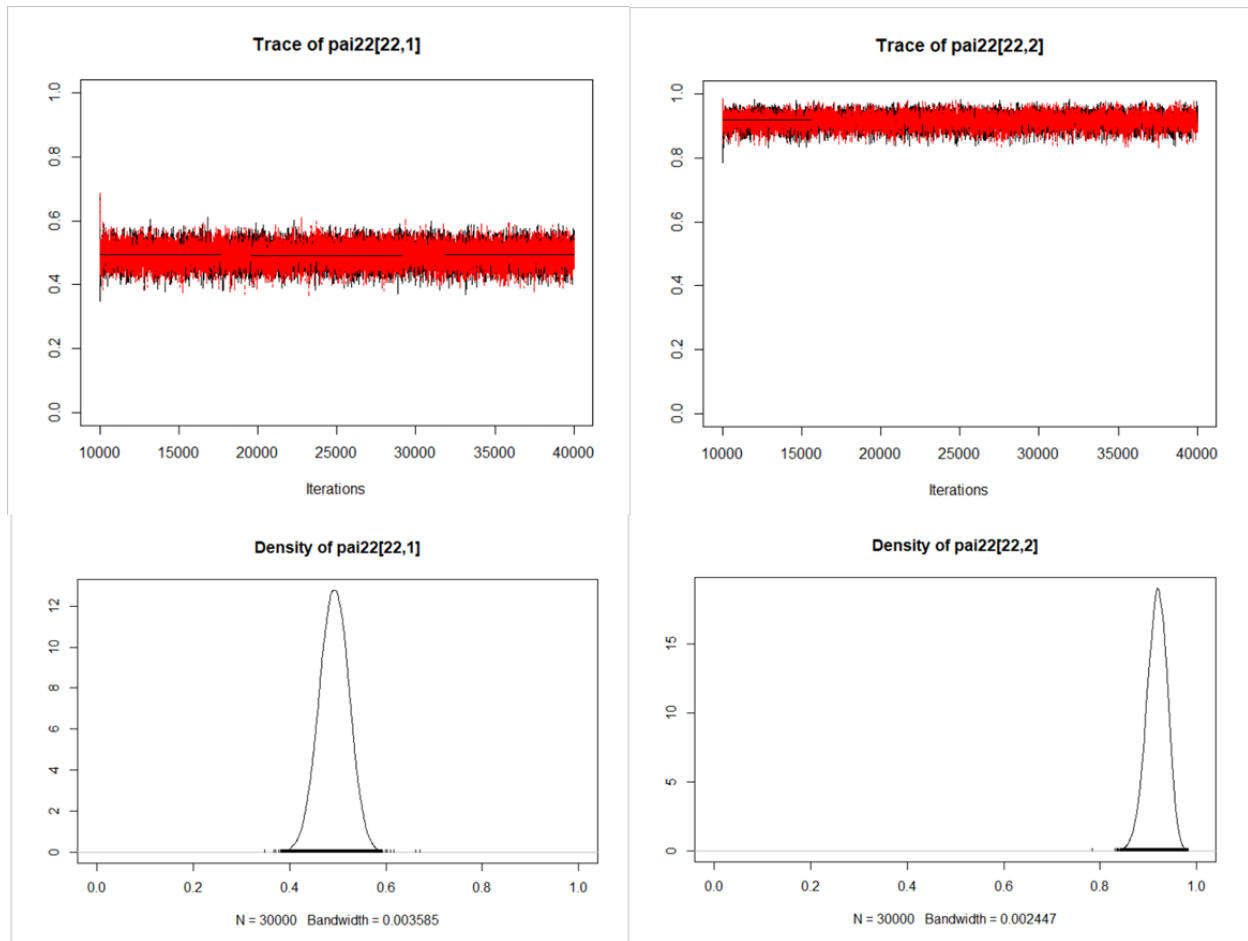 Trace of pai22[22,1]
1.0
0.8
0.6
0.4
0.2
0.0
10000 15000 20000 25000 30000 35000 40000
Iterations
Trace of pai22[22,2]
1.0
0.8
0.6
0.4
0.2
0.0
10000 15000 20000 25000 30000 35000 40000
Iterations
Density of pai22[22,1]
12
10
8
6
4
2
0
0.0 0.2 0.4 0.6 0.8 1.0
N = 30000 Bandwidth = 0.003585
Density of pai22[22,2]
15
10
5
0
0.0 0.2 0.4 0.6 0.8 1.0
N = 30000 Bandwidth = 0.002447